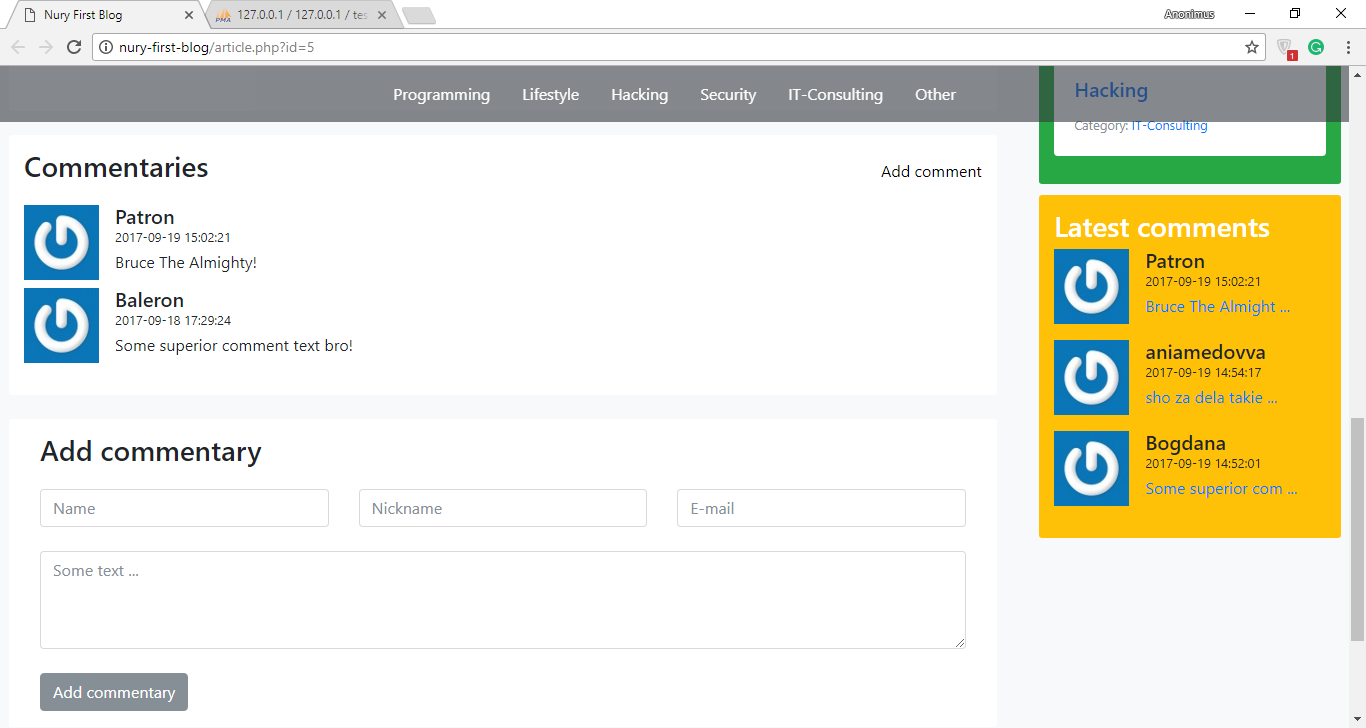 Nury First Blog
127.0.0.1 / 127.0.0.1 / tes
Anonimus
nury-first-blog/article.php?id=5
1
Programming Lifestyle Hacking Security IT-Consulting Other
Hacking
Category: IT-Consulting
Commentaries
Add comment
Patron
2017-09-19 15:02:21
Bruce The Almighty!
Baleron
2017-09-18 17:29:24
Some superior comment text bro!
Add commentary
Name
Nickname
E-mail
Some text ...
Add commentary
Latest comments
Patron
2017-09-19 15:02:21
Bruce The Almight ...
aniamedovva
2017-09-19 14:54:17
sho za dela takie ...
Bogdana
2017-09-19 14:52:01
Some superior com ...